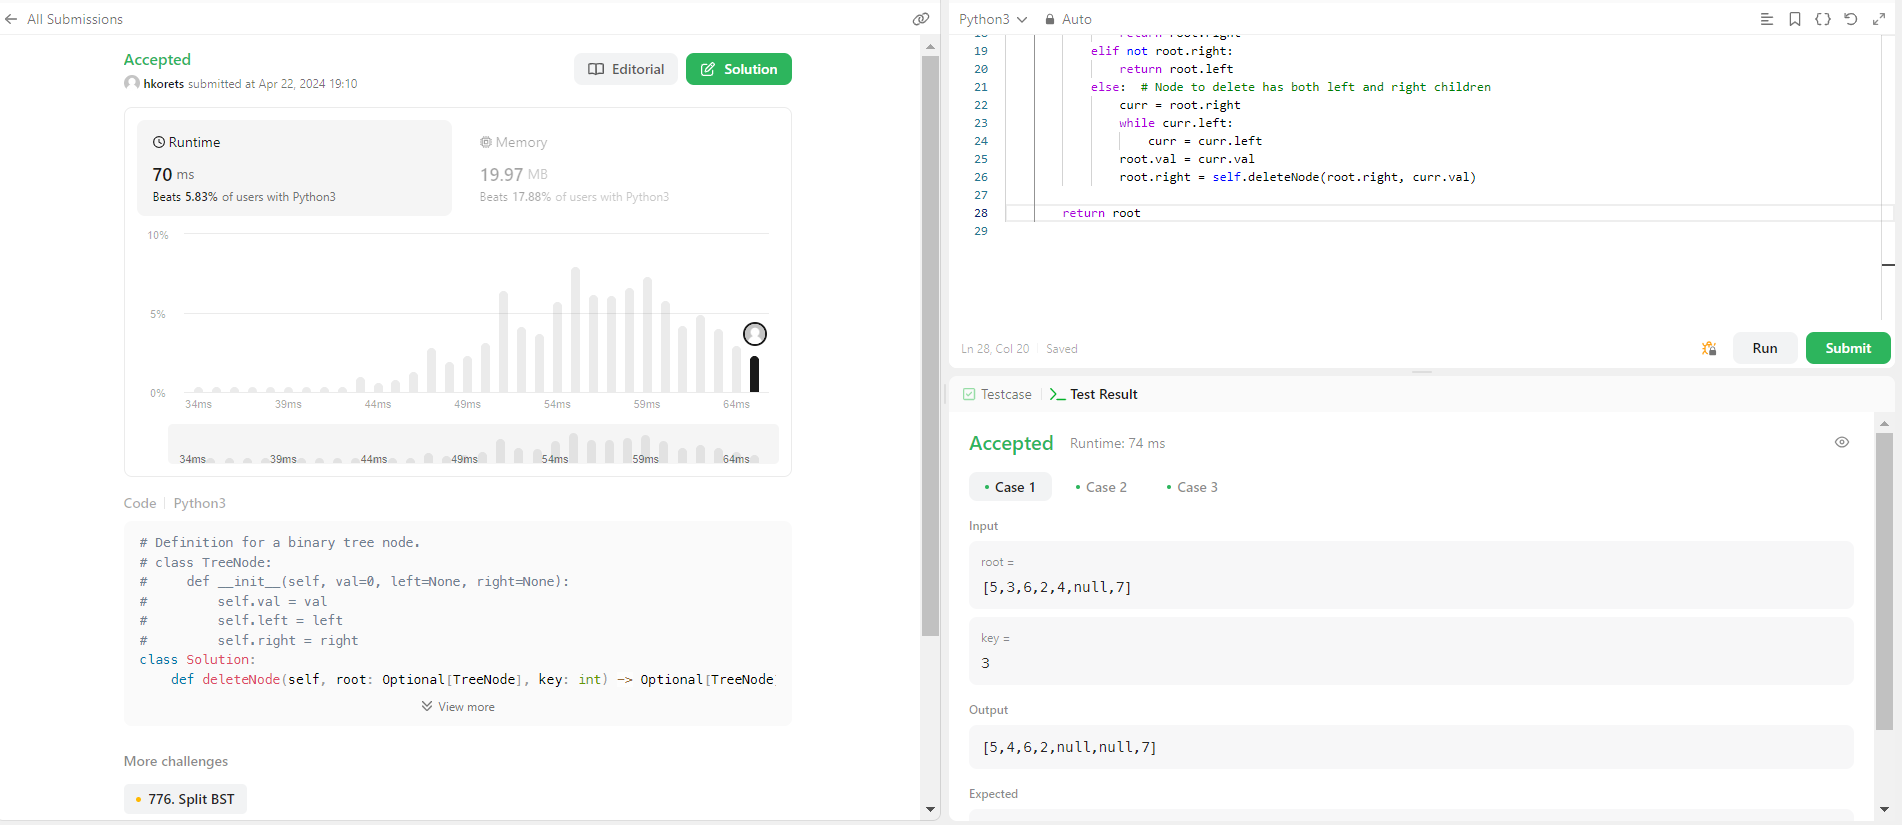 All Submissions
Accepted
hkorets submitted at Apr 22, 2024 19:10
Editorial
Solution
Runtime
70 ms
Beats 5.83% of users with Python3
Memory
19.97 MB
Beats 17.88% of users with Python3
10%
5%
0%
34ms 39ms 44ms 49ms 54ms 59ms 64ms
34ms 39ms 44ms 49ms 54ms 59ms 64ms
Code Python3
# Definition for a binary tree node.
# class TreeNode:
#     def __init__(self, val=0, left=None, right=None):
#         self.val = val
#         self.left = left
#         self.right = right
class Solution:
    def deleteNode(self, root: Optional[TreeNode], key: int) -> Optional[TreeNode]
View more
More challenges
776. Split BST
Python3 Auto
18 return root.right
19 elif not root.right:
20 return root.left
21 else:  # Node to delete has both left and right children
22 curr = root.right
23 while curr.left:
24 curr = curr.left
25 root.val = curr.val
26 root.right = self.deleteNode(root.right, curr.val)
27
28 return root
29
Ln 28, Col 20 Saved
Run
Submit
Testcase
Test Result
Accepted Runtime: 74 ms
Case 1 Case 2 Case 3
Input
root =
[5,3,6,2,4,null,7]
key =
3
Output
[5,4,6,2,null,null,7]
Expected